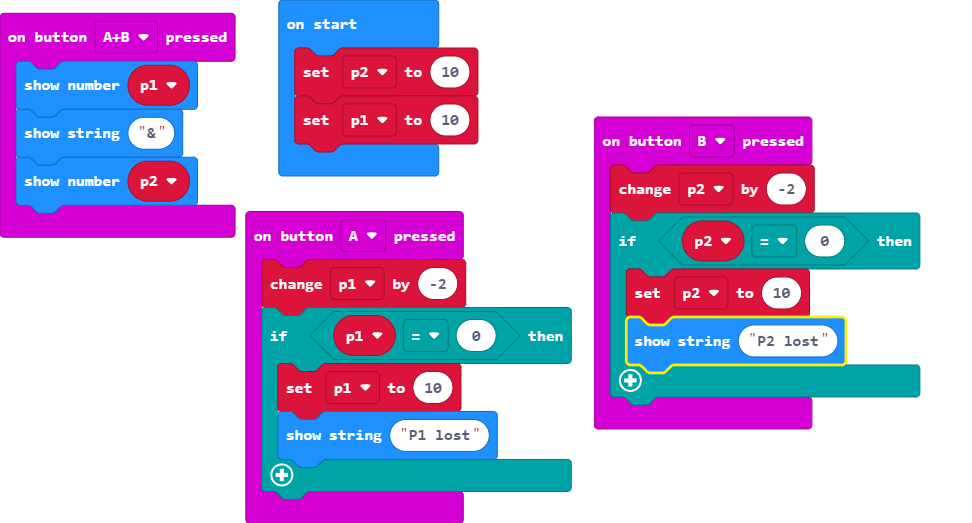 on button A+B pressed
show number p1
show string "&"
show number p2
on start
set p2 to 10
set p1 to 10
on button A pressed
change p1 by -2
if p1 = 0 then
set p1 to 10
show string "P1 lost"
on button B pressed
change p2 by -2
if p2 = 0 then
set p2 to 10
show string "P2 lost"